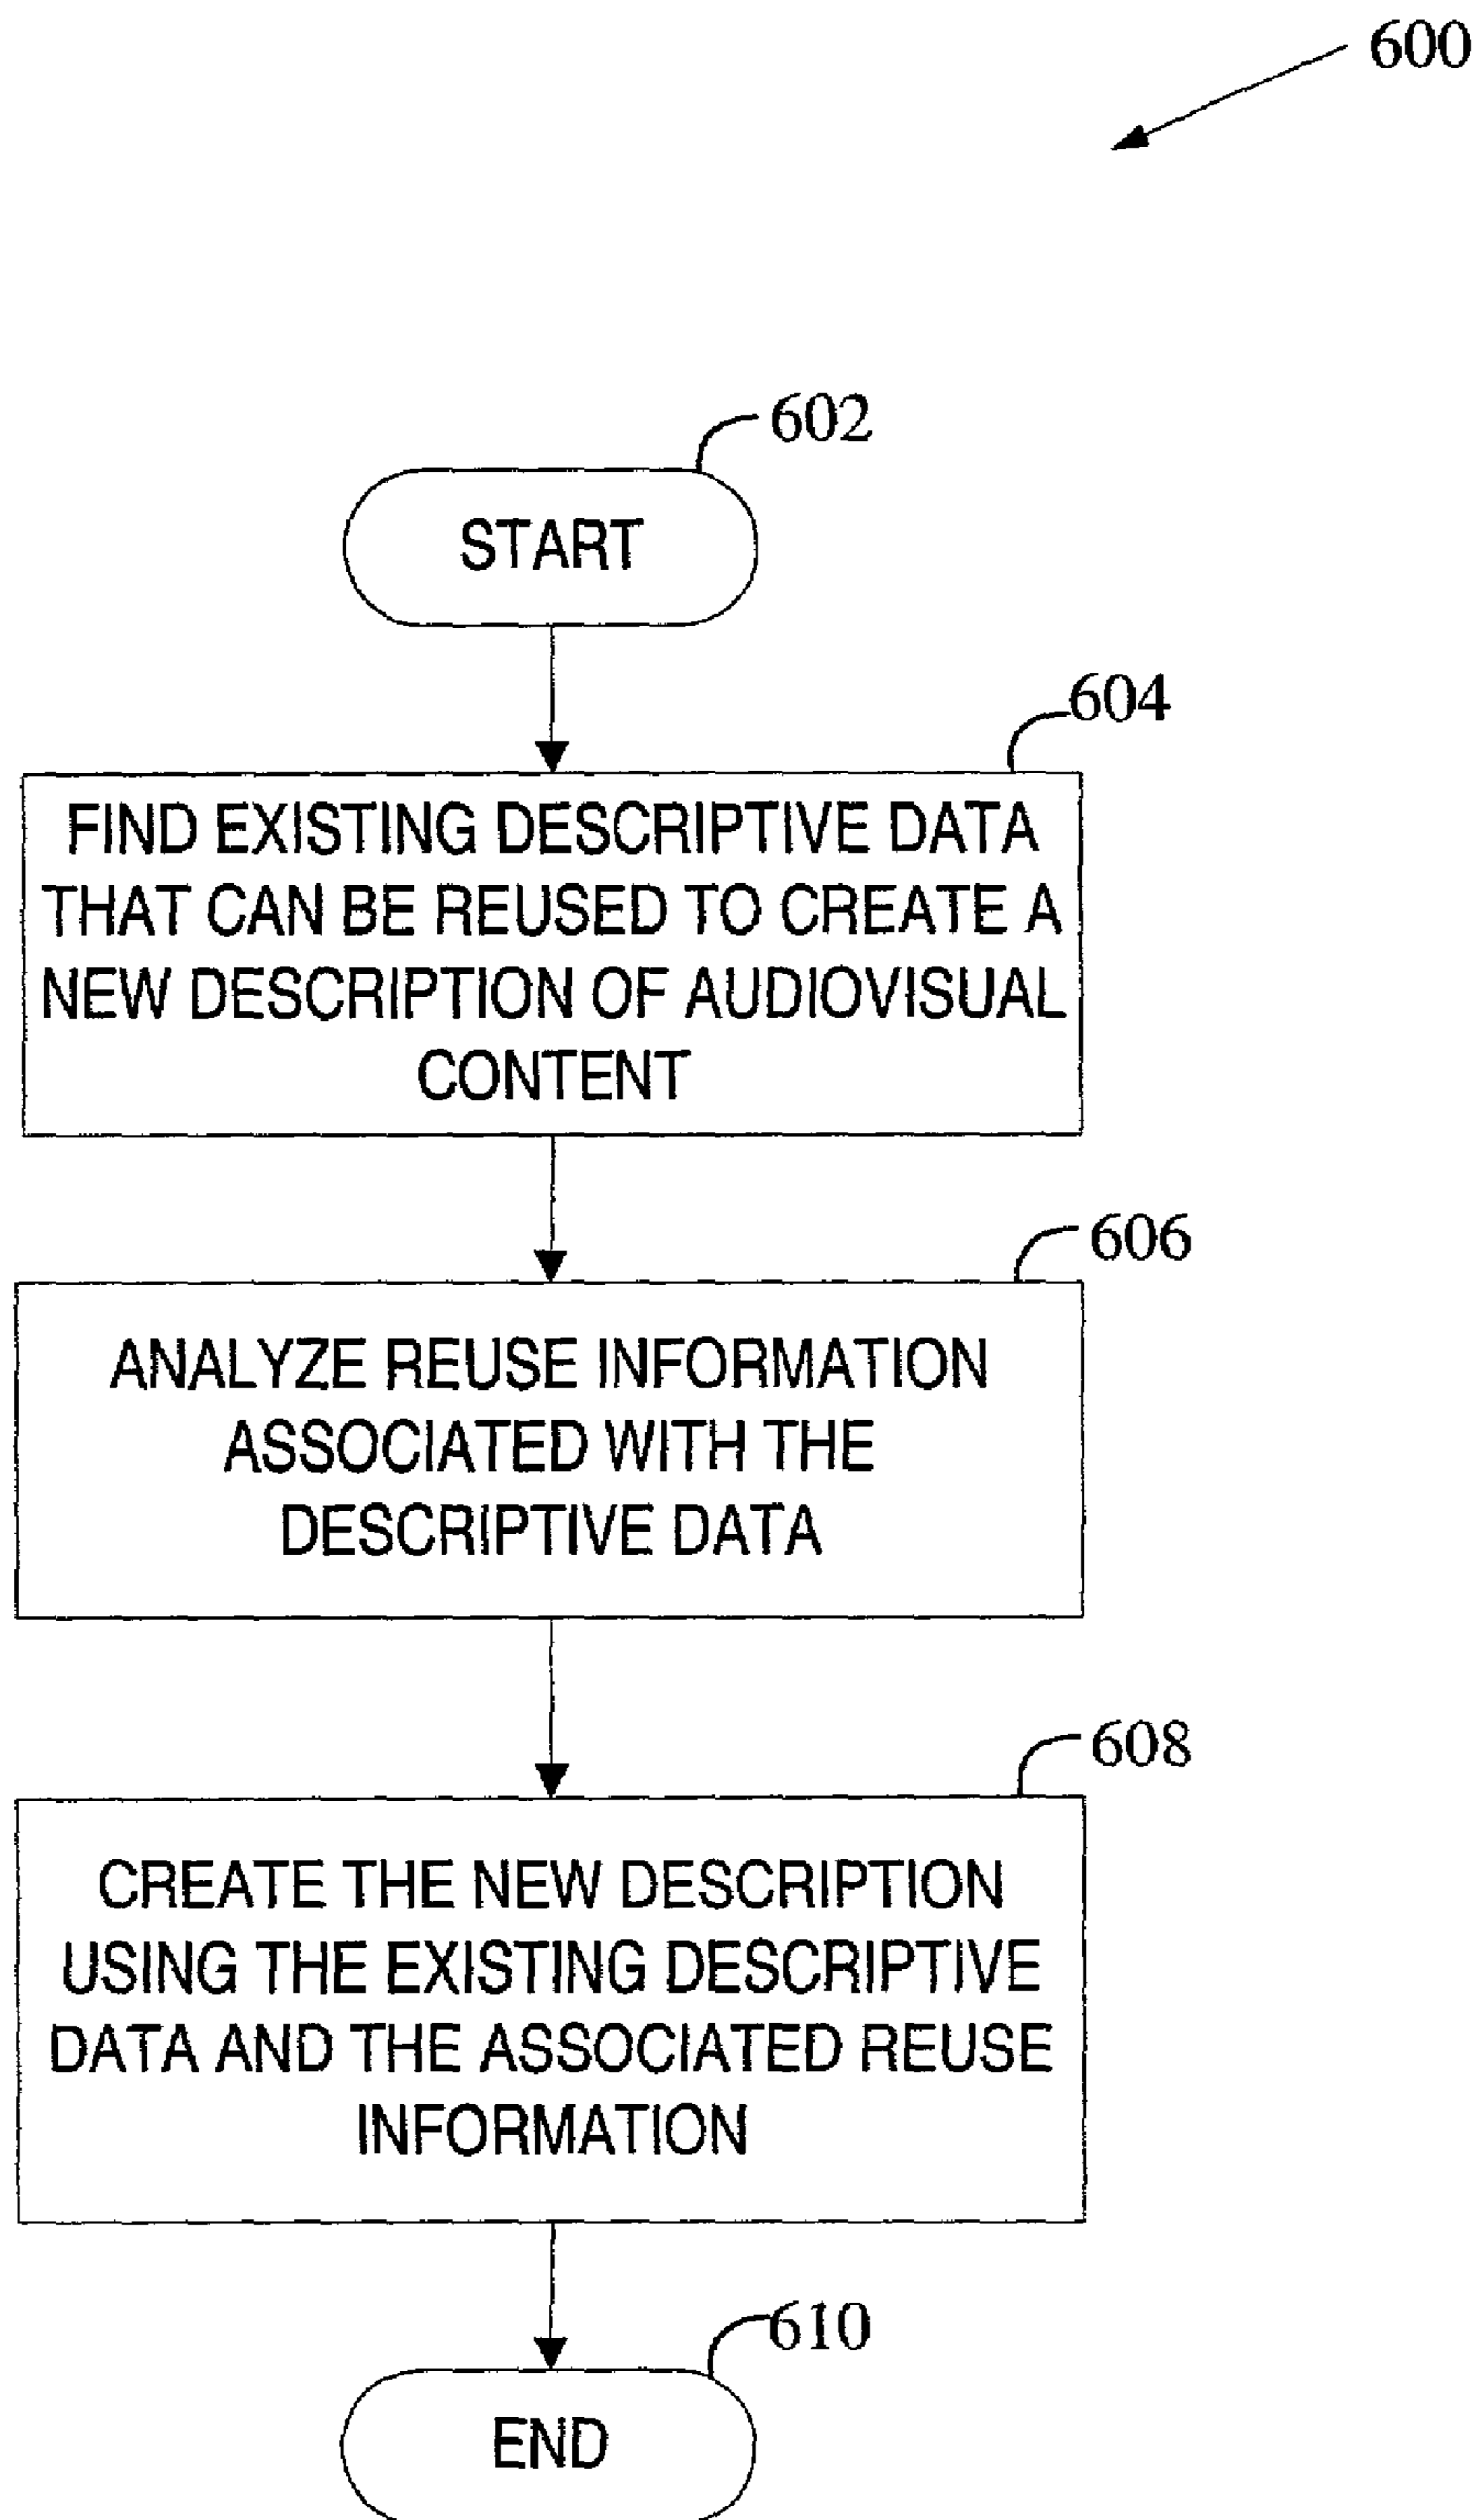 600
602
START
604
FIND EXISTING DESCRIPTIVE DATA
THAT CAN BE REUSED TO CREATE A
NEW DESCRIPTION OF AUDIOVISUAL
CONTENT
606
ANALYZE REUSE INFORMATION
ASSOCIATED WITH THE
DESCRIPTIVE DATA
608
CREATE THE NEW DESCRIPTION
USING THE EXISTING DESCRIPTIVE
DATA AND THE ASSOCIATED REUSE
INFORMATION
610
END